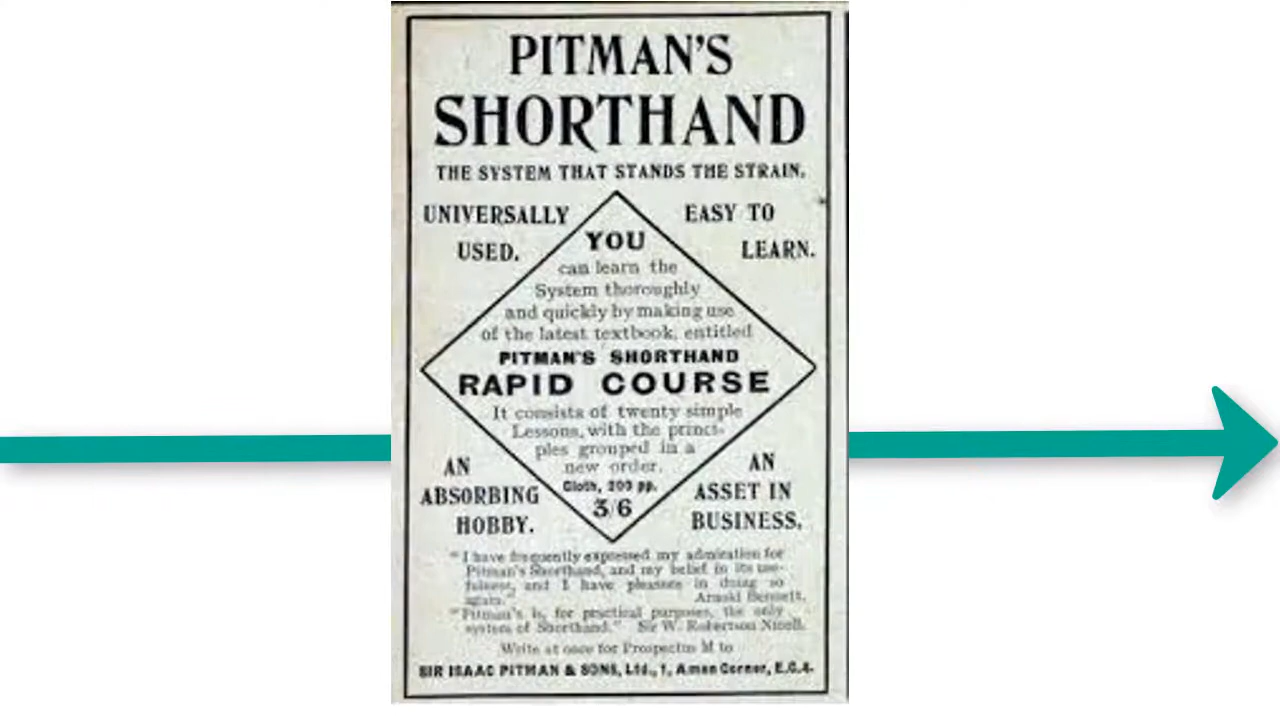 PITMAN'S
SHORTHAND
THE SYSTEM THAT STANDS THE STRAIN.
UNIVERSALLY
USED.
EASY TO
LEARN.
YOU
can learn the
System thoroughly
and quickly by making use
of the latest textbook, entitled
PITMAN'S SHORTHAND
RAPID COURSE
It consists of twenty simple
Lessons, with the princi-
ples grouped in a
new order.
Cloth, 200 pp.
3/6
AN
ABSORBING
HOBBY.
AN
ASSET IN
BUSINESS.
"I have frequently expressed my admiration for
Pitman's Shorthand, and my belief in its use-
fulness, and I have pleasure in doing so
again." Arnold Bennett.
"Pitman's is, for practical purposes, the only
system of Shorthand." Sir W. Robertson Nicoll.
Write at once for Prospectus M to
SIR ISAAC PITMAN & SONS, Ltd., 1, Amen Corner, E.C.4.